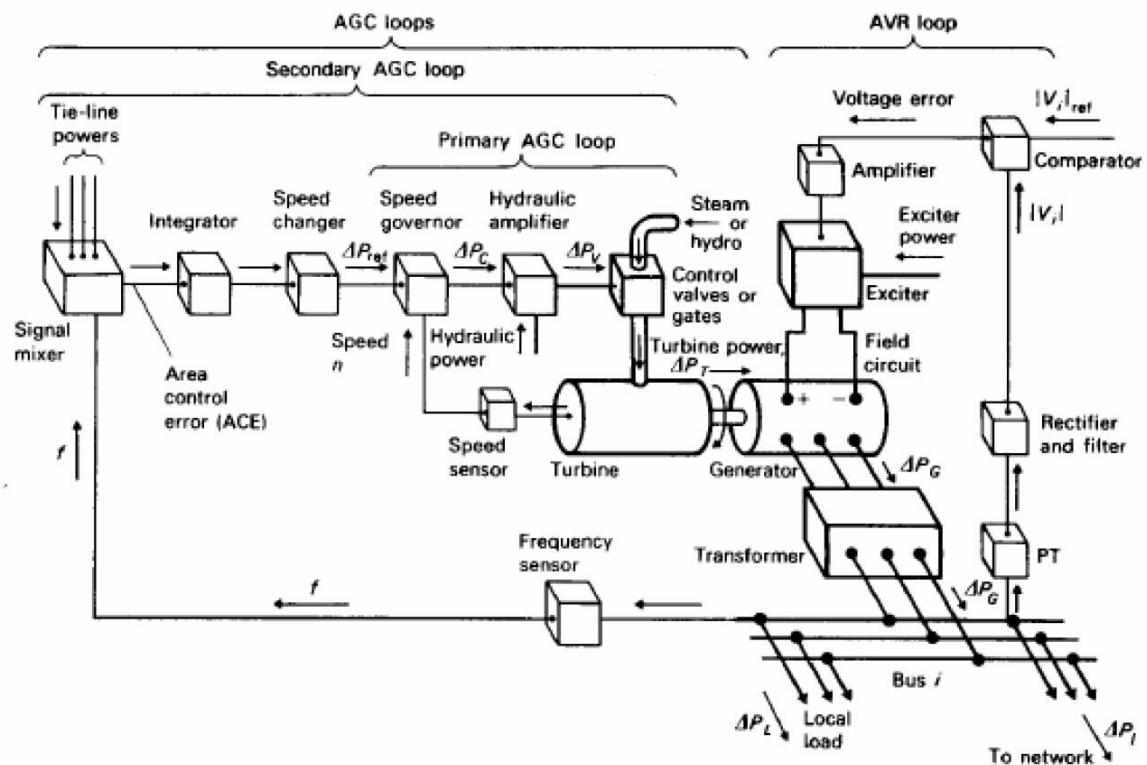 AGC loops
AVR loop
Secondary AGC loop
Tie-line
powers
Primary AGC loop
Voltage error
|V_i|_ref
Comparator
Amplifier
Integrator
Speed
changer
Speed
governor
Hydraulic
amplifier
Steam
or
hydro
Exciter
power
|V_i|
ΔP_ref
ΔP_C
ΔP_V
Control
valves or
gates
Exciter
Signal
mixer
Area
control
error (ACE)
Speed
n
Hydraulic
power
Turbine power,
ΔP_T
Field
circuit
+ −
f
Speed
sensor
Turbine
Generator
ΔP_G
Rectifier
and filter
Frequency
sensor
Transformer
PT
f
ΔP_G
Bus i
ΔP_L
Local
load
ΔP_I
To network